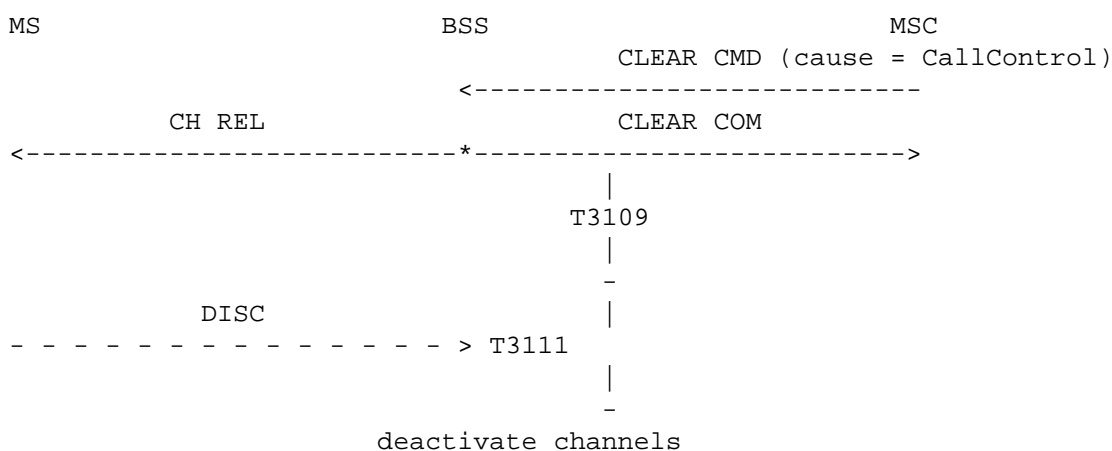 MS BSS MSC
CLEAR CMD (cause = CallControl)
<----------------------------
CH REL CLEAR COM
<---------------------------*--------------------------->
|
T3109
|
-
DISC |
- - - - - - - - - - - - - - > T3111
|
-
deactivate channels